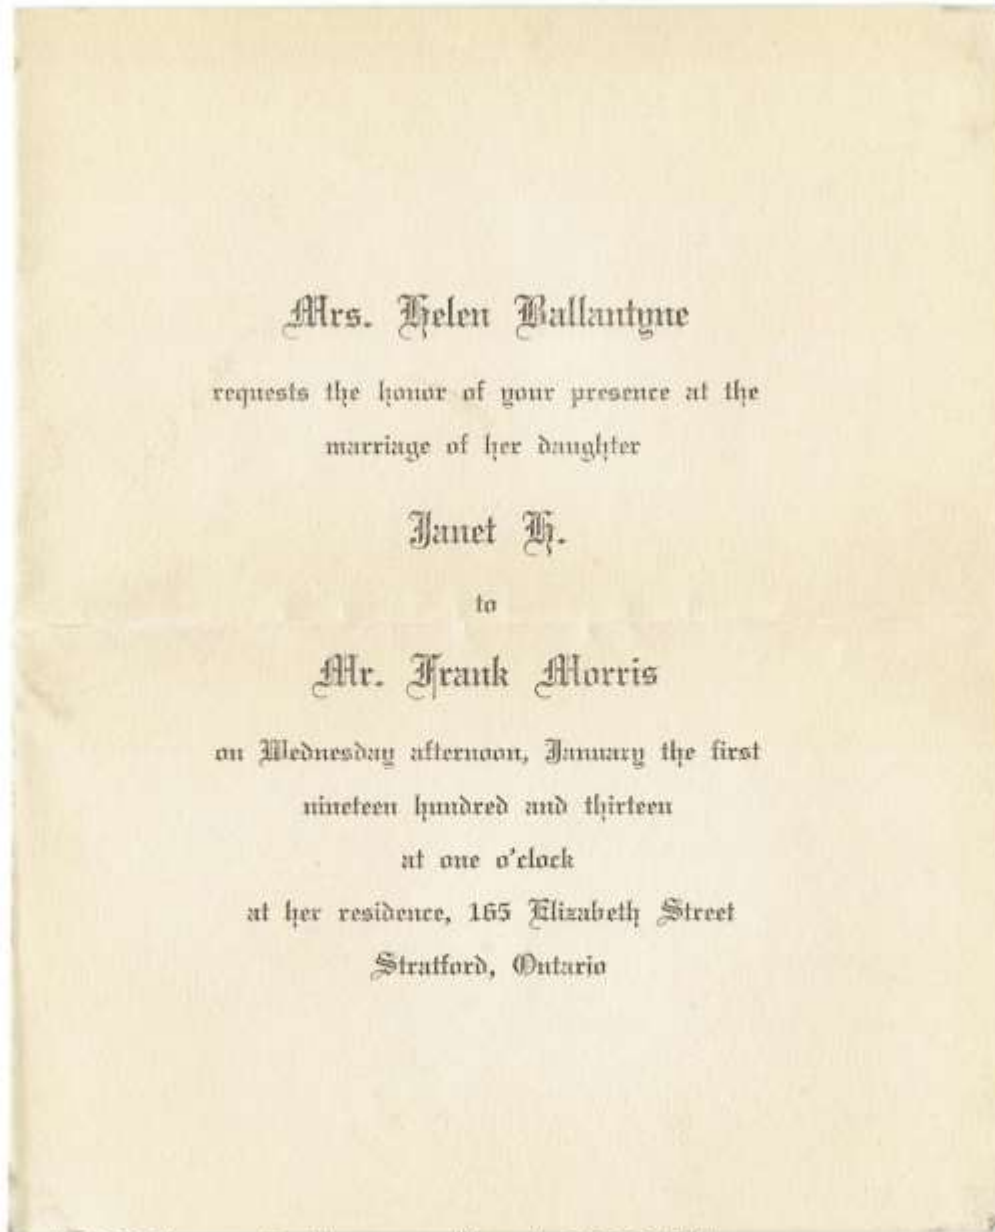 Mrs. Helen Ballantyne
requests the honor of your presence at the
marriage of her daughter
Janet H.
to
Mr. Frank Morris
on Wednesday afternoon, January the first
nineteen hundred and thirteen
at one o'clock
at her residence, 165 Elizabeth Street
Stratford, Ontario